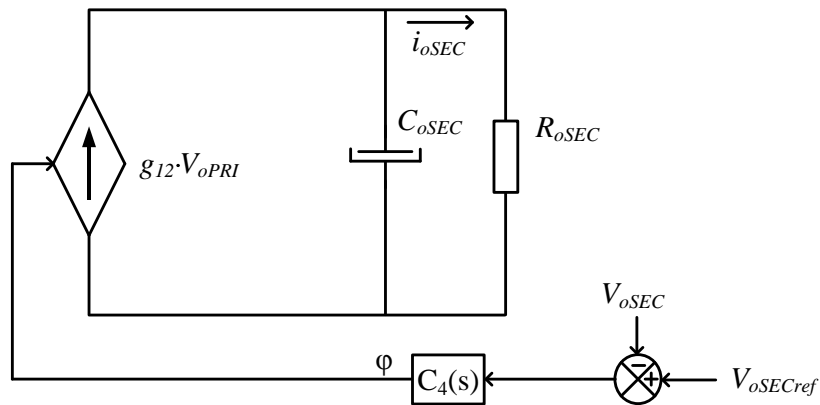 i_oSEC
C_oSEC
R_oSEC
g_12·V_oPRI
V_oSEC
φ
C_4(s)
−
+
V_oSECref